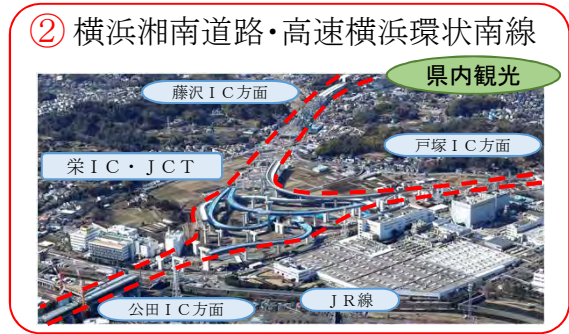 ② 横浜湘南道路・高速横浜環状南線
県内観光
藤沢ＩＣ方面
戸塚ＩＣ方面
栄ＩＣ・ＪＣＴ
公田ＩＣ方面
ＪＲ線